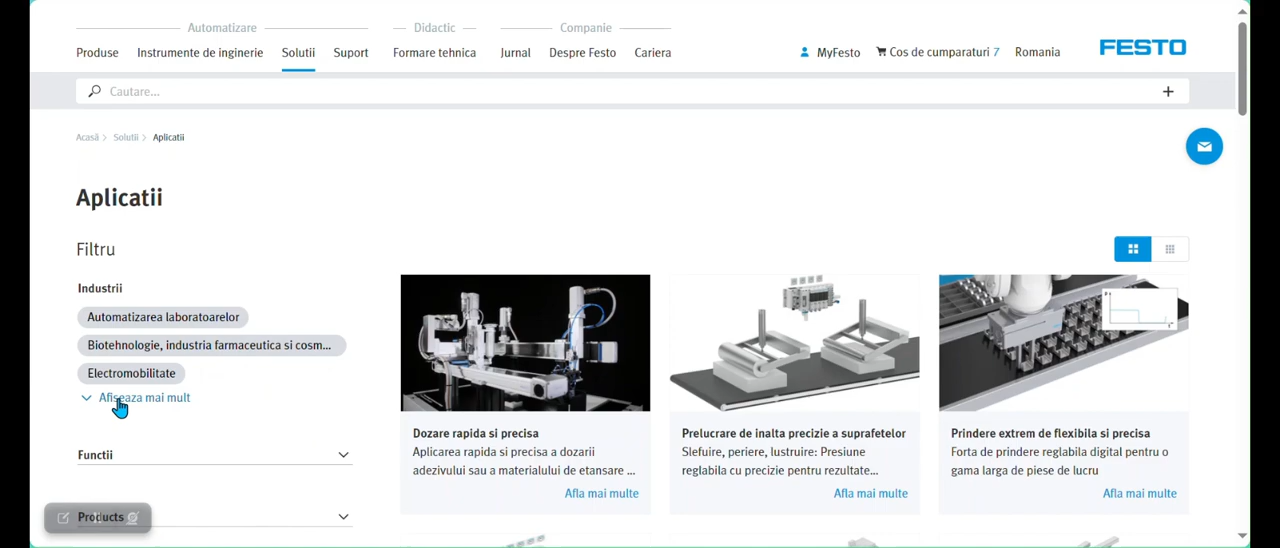 Automatizare
Didactic
Companie
Produse
Instrumente de inginerie
Solutii
Suport
Formare tehnica
Jurnal
Despre Festo
Cariera
MyFesto
Cos de cumparaturi 7
Romania
FESTO
Cautare...
Acasă > Solutii > Aplicatii
Aplicatii
Filtru
Industrii
Automatizarea laboratoarelor
Biotehnologie, industria farmaceutica si cosm...
Electromobilitate
Afiseaza mai mult
Functii
Products
Dozare rapida si precisa
Aplicarea rapida si precisa a dozarii
adezivului sau a materialului de etansare ...
Afla mai multe
Prelucrare de inalta precizie a suprafetelor
Slefuire, periere, lustruire: Presiune
reglabila cu precizie pentru rezultate...
Afla mai multe
Prindere extrem de flexibila si precisa
Forta de prindere reglabila digital pentru o
gama larga de piese de lucru
Afla mai multe